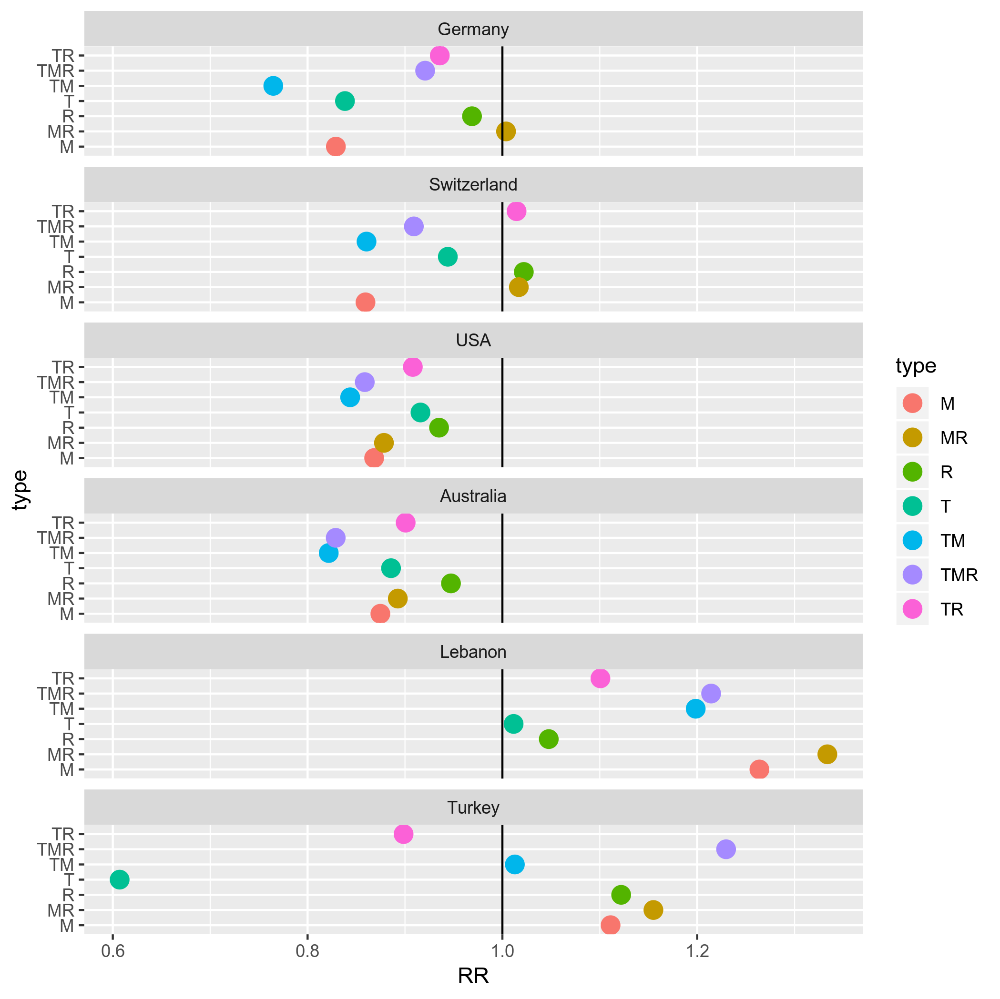 Germany
TR
TMR
TM
T
R
MR
M
Switzerland
TR
TMR
TM
T
R
MR
M
USA
TR
TMR
TM
T
R
MR
M
Australia
TR
TMR
TM
T
R
MR
M
Lebanon
TR
TMR
TM
T
R
MR
M
Turkey
TR
TMR
TM
T
R
MR
M
0.6 0.8 1.0 1.2
RR
type
type
M
MR
R
T
TM
TMR
TR